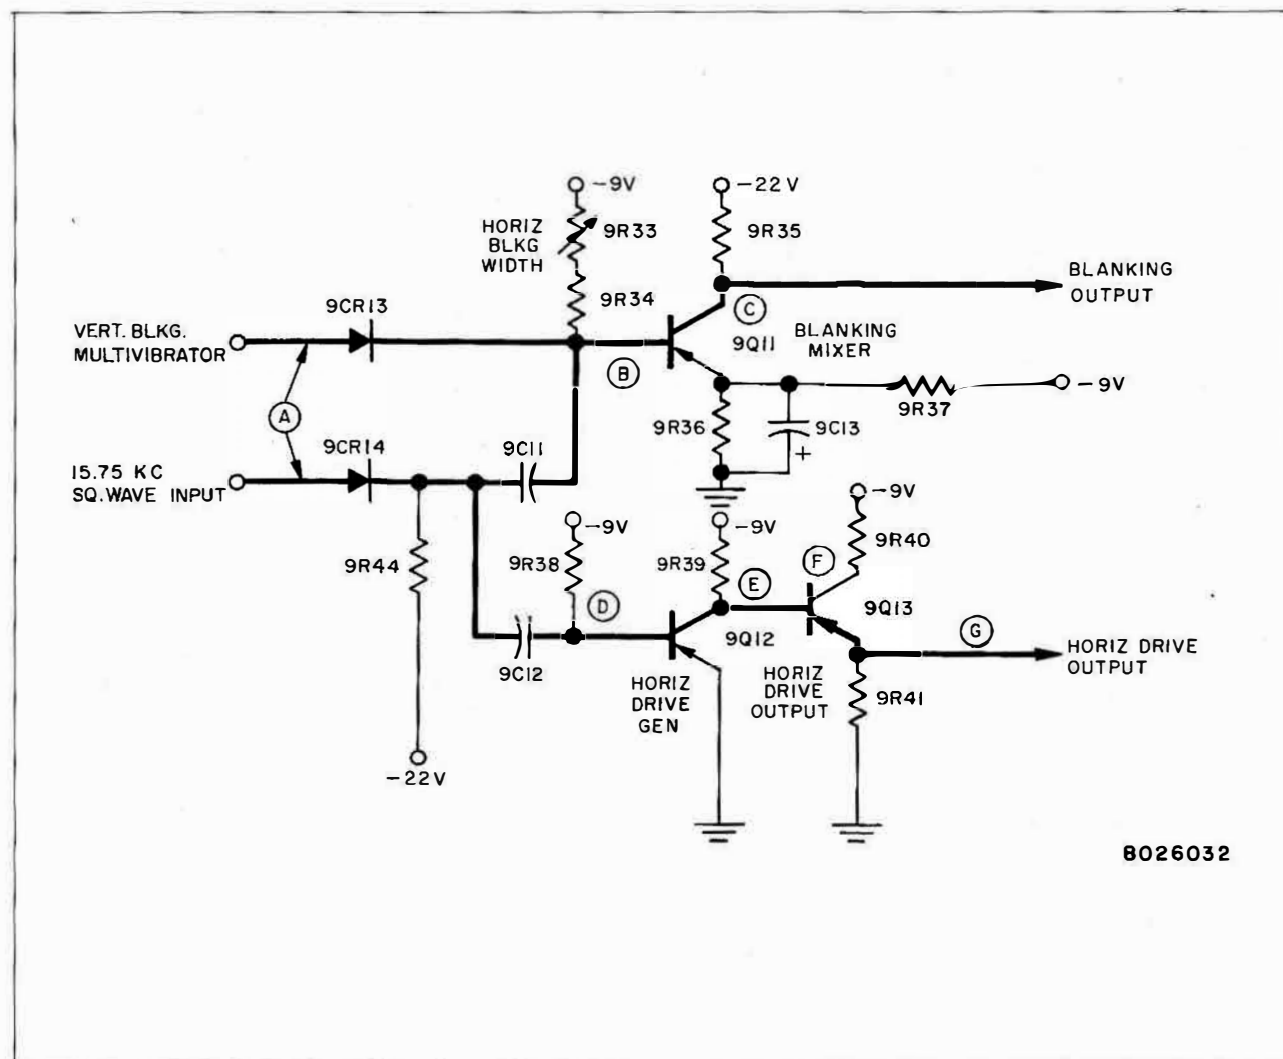 -9V
-22V
HORIZ
BLKG
WIDTH
9R33
9R35
9R34
BLANKING
OUTPUT
9CR13
VERT. BLKG.
MULTIVIBRATOR
C
BLANKING
MIXER
9Q11
B
-9V
9R37
A
9R36
9C13
+
9CR14
9C11
15.75 KC
SQ. WAVE INPUT
-9V
-9V
-9V
9R44
9R38
9R39
9R40
D
E
F
9Q13
9Q12
G
HORIZ DRIVE
OUTPUT
9C12
HORIZ
DRIVE
GEN
HORIZ
DRIVE
OUTPUT
9R41
-22V
8026032